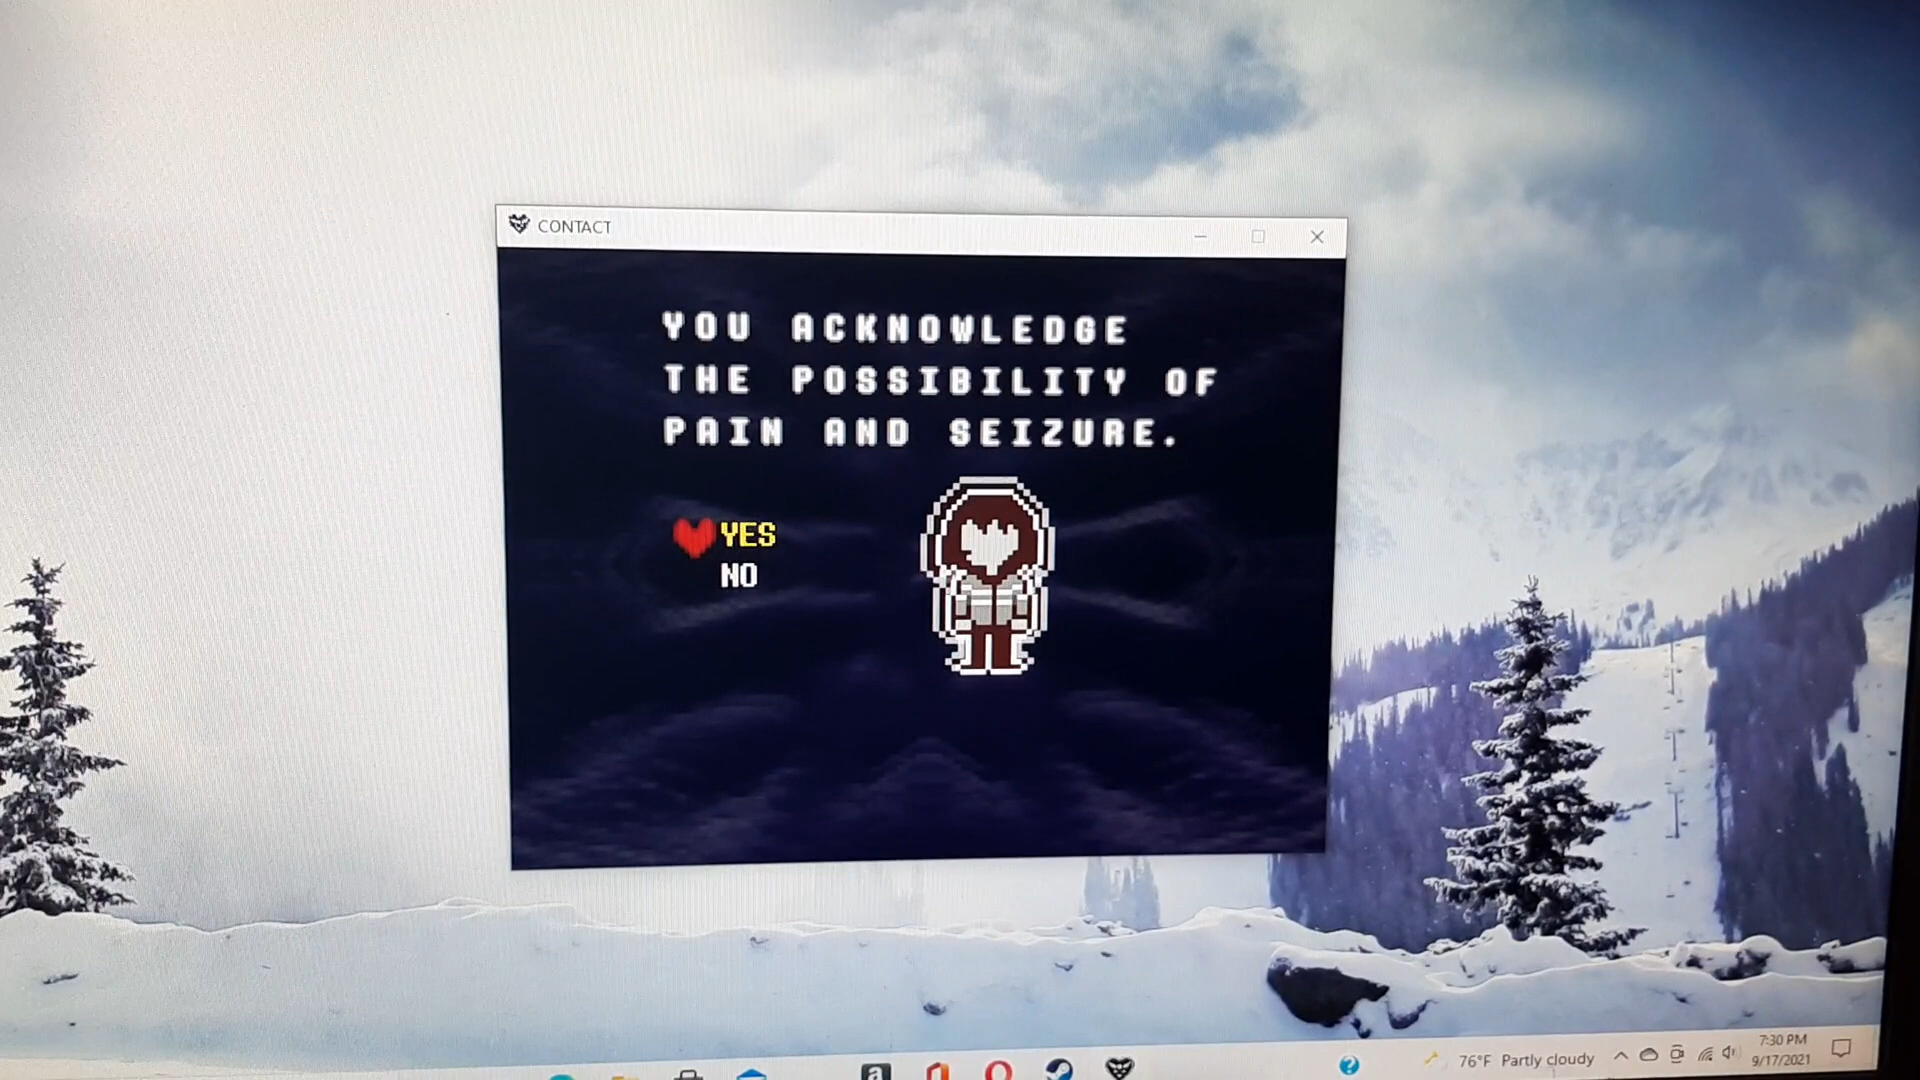 CONTACT
YOU ACKNOWLEDGE
THE POSSIBILITY OF
PAIN AND SEIZURE.
YES
NO
76°F Partly cloudy
7:30 PM
9/17/2021